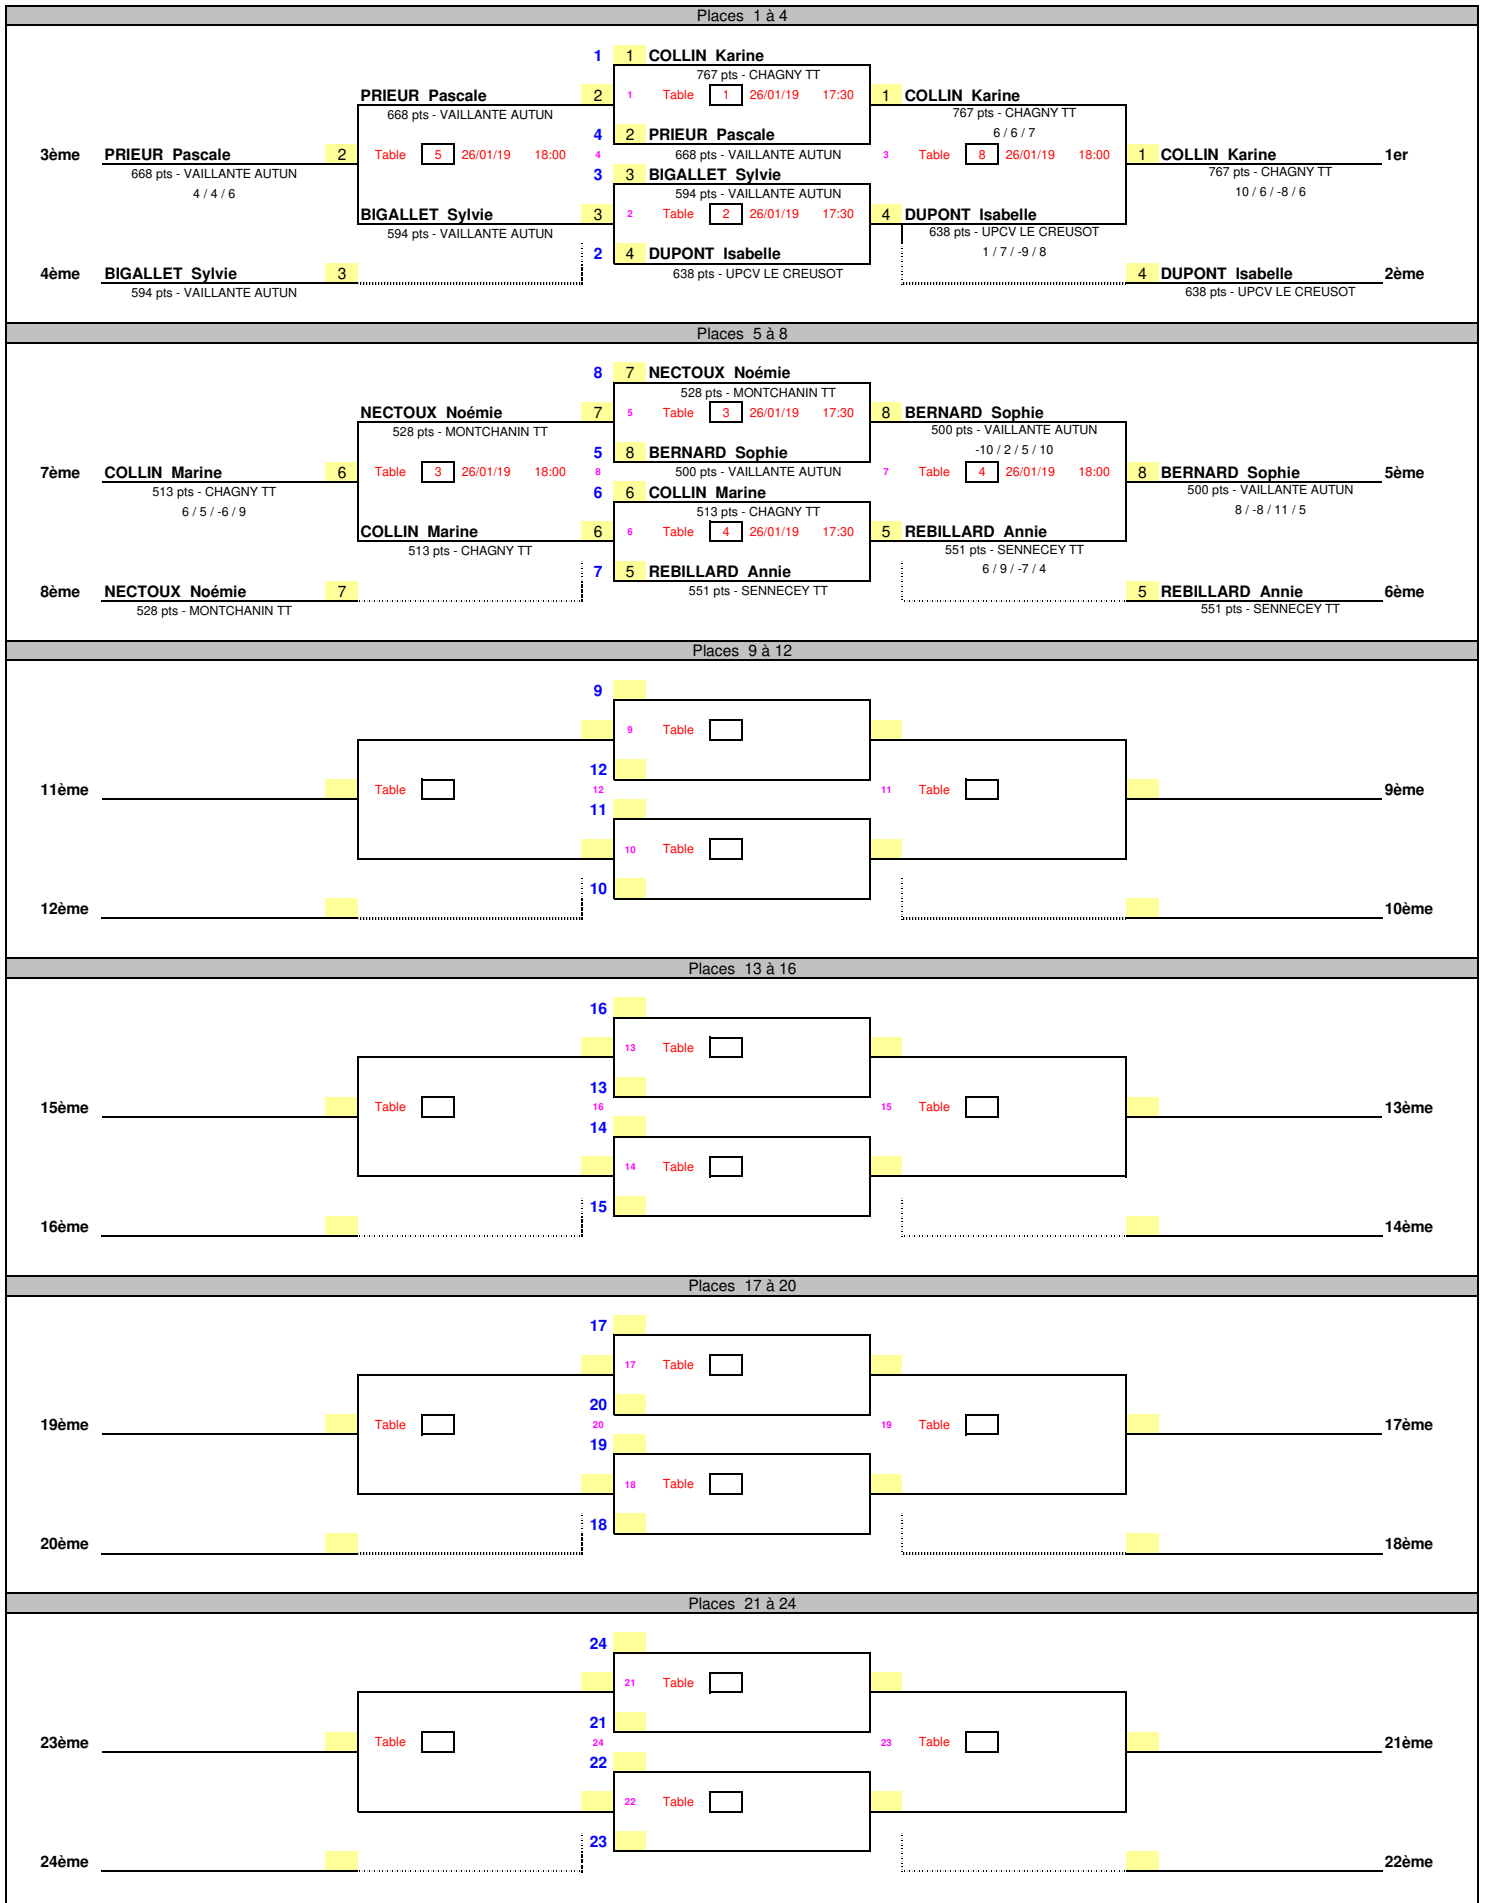 Places 1 à 4
1 1 COLLIN Karine
767 pts - CHAGNY TT
PRIEUR Pascale 2 1 Table 1 26/01/19 17:30 1 COLLIN Karine
668 pts - VAILLANTE AUTUN 767 pts - CHAGNY TT
4 2 PRIEUR Pascale 6 / 6 / 7
3ème PRIEUR Pascale 2 Table 5 26/01/19 18:00 4 668 pts - VAILLANTE AUTUN 3 Table 8 26/01/19 18:00 1 COLLIN Karine 1er
668 pts - VAILLANTE AUTUN 3 3 BIGALLET Sylvie 767 pts - CHAGNY TT
4 / 4 / 6 594 pts - VAILLANTE AUTUN 10 / 6 / -8 / 6
BIGALLET Sylvie 3 2 Table 2 26/01/19 17:30 4 DUPONT Isabelle
594 pts - VAILLANTE AUTUN 638 pts - UPCV LE CREUSOT
2 4 DUPONT Isabelle 1 / 7 / -9 / 8
4ème BIGALLET Sylvie 3 638 pts - UPCV LE CREUSOT 4 DUPONT Isabelle 2ème
594 pts - VAILLANTE AUTUN 638 pts - UPCV LE CREUSOT
Places 5 à 8
8 7 NECTOUX Noémie
528 pts - MONTCHANIN TT
NECTOUX Noémie 7 5 Table 3 26/01/19 17:30 8 BERNARD Sophie
528 pts - MONTCHANIN TT 500 pts - VAILLANTE AUTUN
5 8 BERNARD Sophie -10 / 2 / 5 / 10
7ème COLLIN Marine 6 Table 3 26/01/19 18:00 8 500 pts - VAILLANTE AUTUN 7 Table 4 26/01/19 18:00 8 BERNARD Sophie 5ème
513 pts - CHAGNY TT 6 6 COLLIN Marine 500 pts - VAILLANTE AUTUN
6 / 5 / -6 / 9 513 pts - CHAGNY TT 8 / -8 / 11 / 5
COLLIN Marine 6 6 Table 4 26/01/19 17:30 5 REBILLARD Annie
513 pts - CHAGNY TT 551 pts - SENNECEY TT
7 5 REBILLARD Annie 6 / 9 / -7 / 4
8ème NECTOUX Noémie 7 551 pts - SENNECEY TT 5 REBILLARD Annie 6ème
528 pts - MONTCHANIN TT 551 pts - SENNECEY TT
Places 9 à 12
9
9 Table
12
11ème Table 12 11 Table 9ème
11
10 Table
10
12ème 10ème
Places 13 à 16
16
13 Table
13
15ème Table 16 15 Table 13ème
14
14 Table
15
16ème 14ème
Places 17 à 20
17
17 Table
20
19ème Table 20 19 Table 17ème
19
18 Table
18
20ème 18ème
Places 21 à 24
24
21 Table
21
23ème Table 24 23 Table 21ème
22
22 Table
23
24ème 22ème